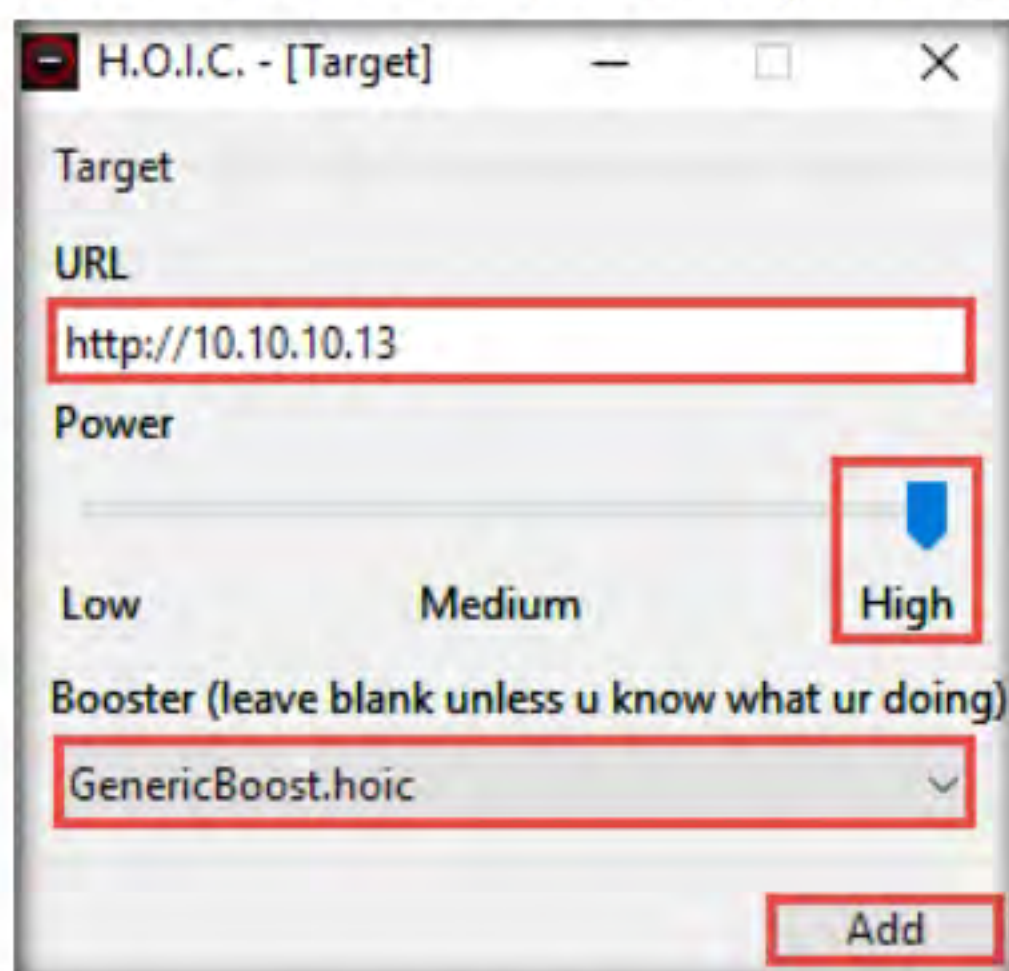 H.O.I.C. - [Target]
Target
URL
http://10.10.10.13
Power
Low Medium High
Booster (leave blank unless u know what ur doing)
GenericBoost.hoic
Add